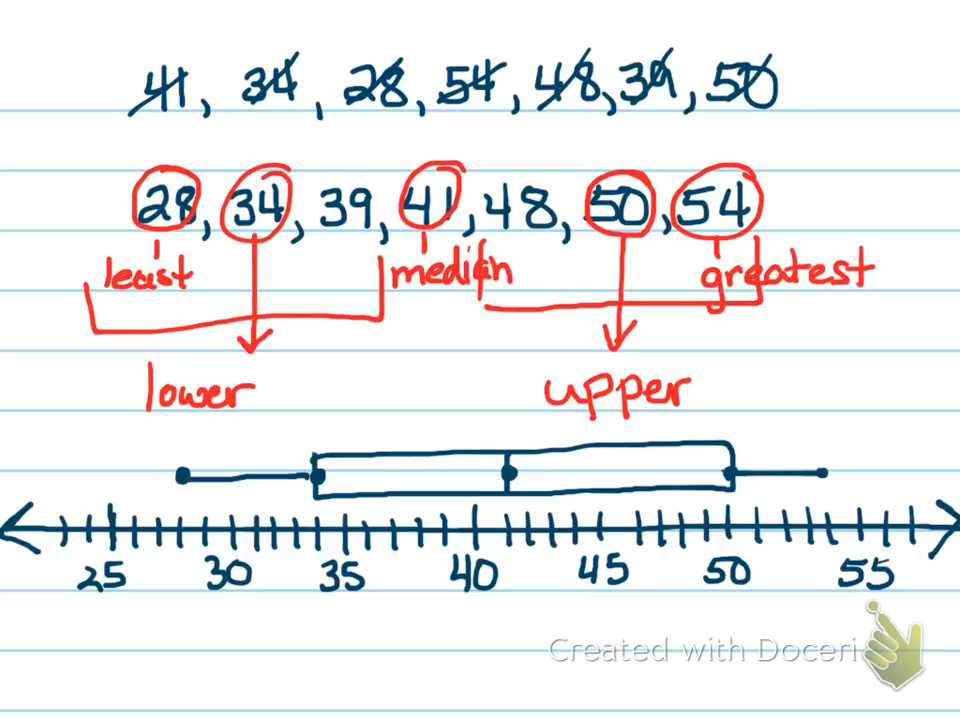 41, 34, 28, 54, 48, 39, 50
28, 34, 39, 41, 48, 50, 54
least median greatest
lower upper
25 30 35 40 45 50 55
Created with Doceri